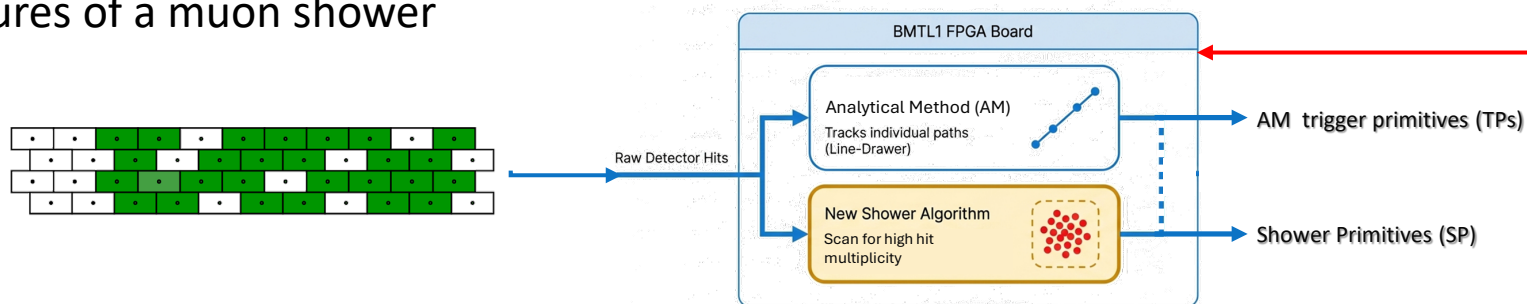 ures of a muon shower
BMTL1 FPGA Board
Analytical Method (AM)
Tracks individual paths
(Line-Drawer)
Raw Detector Hits
AM trigger primitives (TPs)
New Shower Algorithm
Scan for high hit
multiplicity
Shower Primitives (SP)